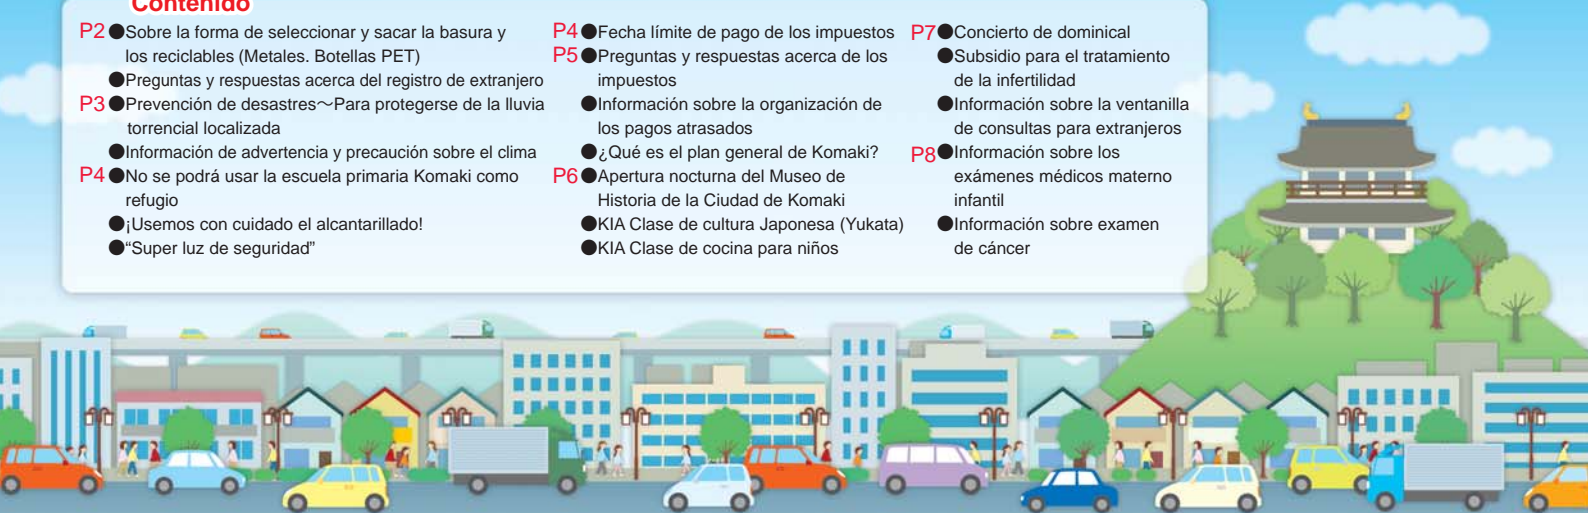 Contenido
P2 ●Sobre la forma de seleccionar y sacar la basura y
los reciclables (Metales. Botellas PET)
●Preguntas y respuestas acerca del registro de extranjero
P3 ●Prevención de desastres～Para protegerse de la lluvia
torrencial localizada
●Información de advertencia y precaución sobre el clima
P4 ●No se podrá usar la escuela primaria Komaki como
refugio
●¡Usemos con cuidado el alcantarillado!
●“Super luz de seguridad”
P4 ●Fecha límite de pago de los impuestos
P5 ●Preguntas y respuestas acerca de los
impuestos
●Información sobre la organización de
los pagos atrasados
●¿Qué es el plan general de Komaki?
P6 ●Apertura nocturna del Museo de
Historia de la Ciudad de Komaki
●KIA Clase de cultura Japonesa (Yukata)
●KIA Clase de cocina para niños
P7 ●Concierto de dominical
●Subsidio para el tratamiento
de la infertilidad
●Información sobre la ventanilla
de consultas para extranjeros
P8 ●Información sobre los
exámenes médicos materno
infantil
●Información sobre examen
de cáncer